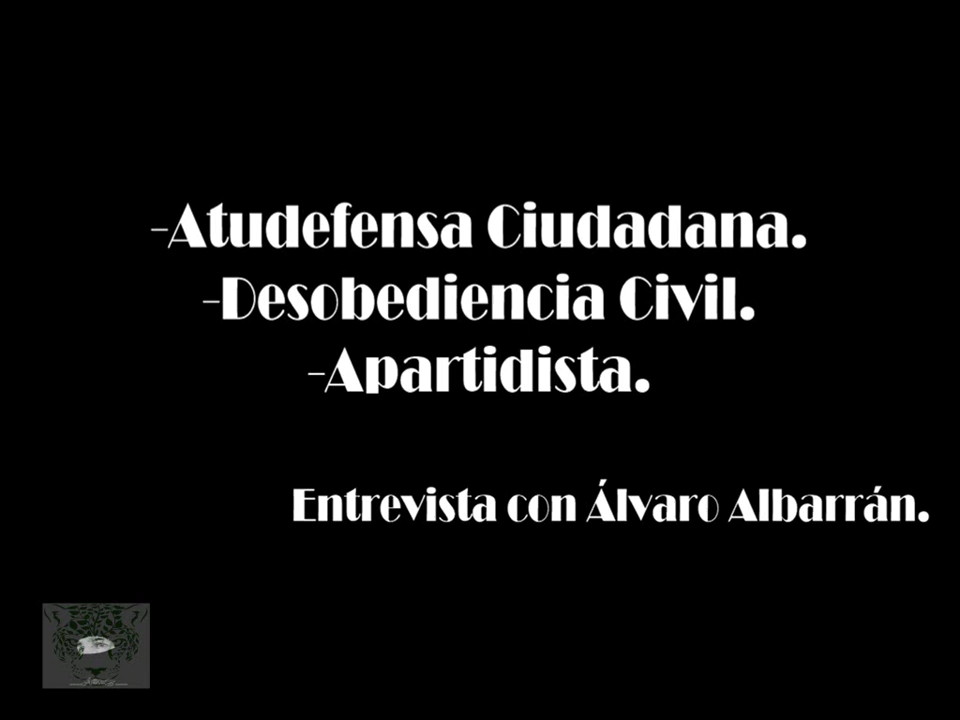 -Atudefensa Ciudadana.
-Desobediencia Civil.
-Apartidista.
Entrevista con Álvaro Albarrán.